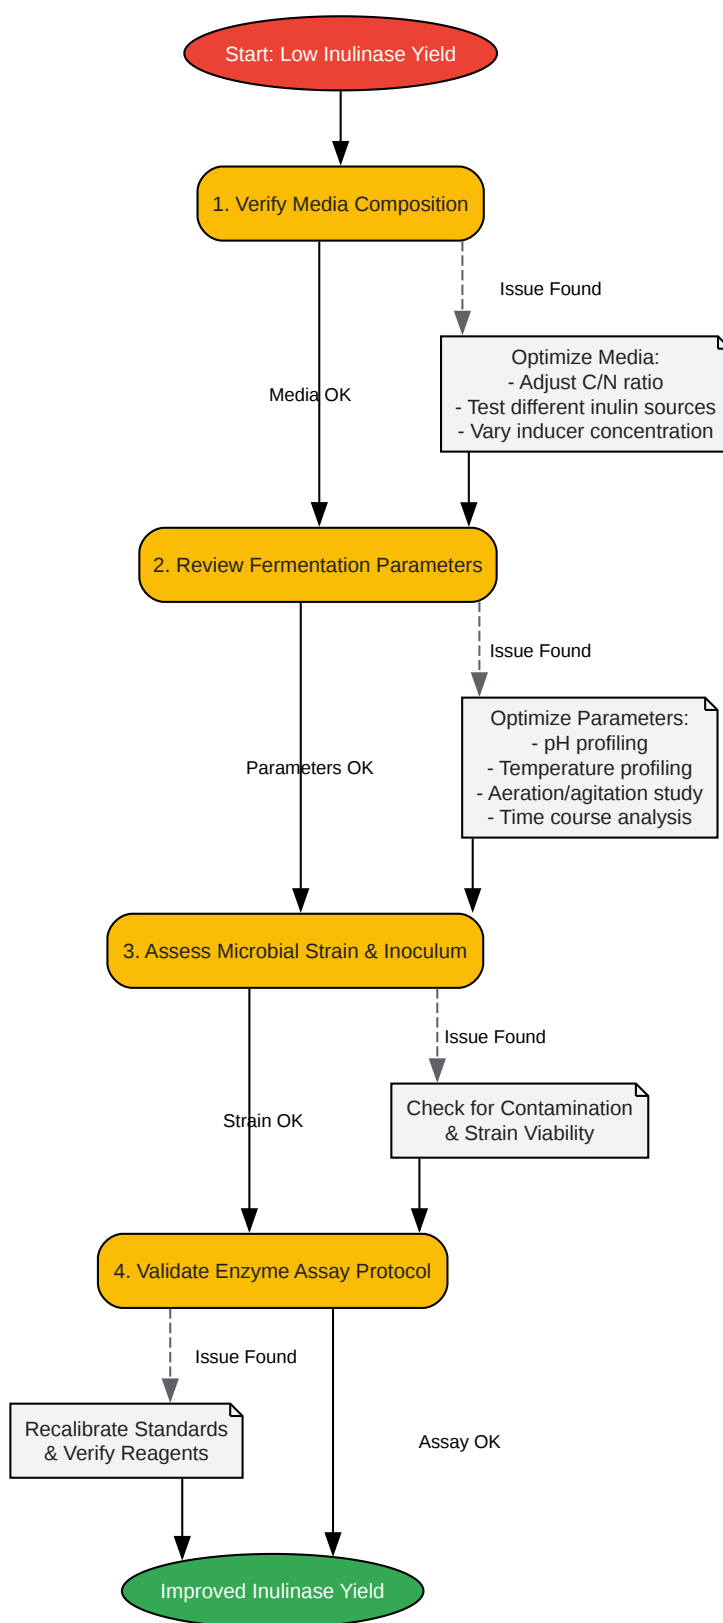 Start: Low Inulinase Yield
1. Verify Media Composition
Issue Found
Optimize Media:
- Adjust C/N ratio
- Test different inulin sources
- Vary inducer concentration
Media OK
2. Review Fermentation Parameters
Issue Found
Optimize Parameters:
- pH profiling
- Temperature profiling
- Aeration/agitation study
- Time course analysis
Parameters OK
3. Assess Microbial Strain & Inoculum
Issue Found
Check for Contamination
& Strain Viability
Strain OK
4. Validate Enzyme Assay Protocol
Issue Found
Recalibrate Standards
& Verify Reagents
Assay OK
Improved Inulinase Yield